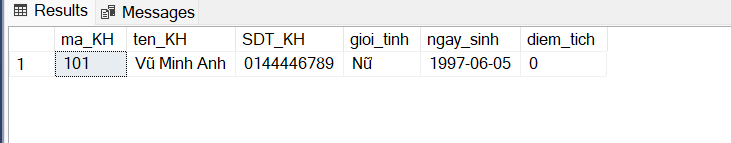 Results Messages
ma_KH ten_KH SDT_KH gioi_tinh ngay_sinh diem_tich
1 101 Vũ Minh Anh 0144446789 Nữ 1997-06-05 0